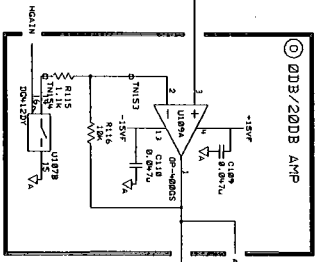 HGAIN
3
O 0DB/20DB AMP
TN153
2
U109A
+15VF
4
C109
0.047u
A
R115
1.1K
TN154
16
14
DG412DY
15
U107B
A
R116
10K
-15VF
13
C110
0.047u
A
OP-400GS
1